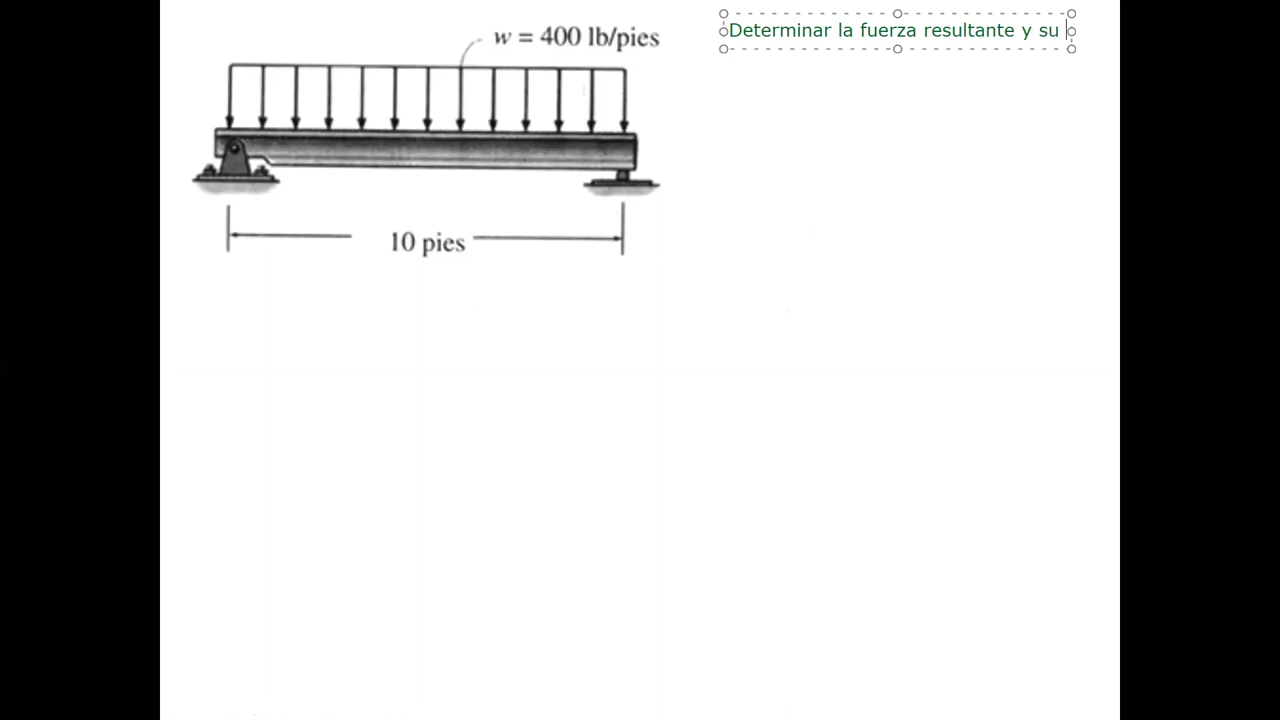 w = 400 lb/pies
Determinar la fuerza resultante y su
10 pies